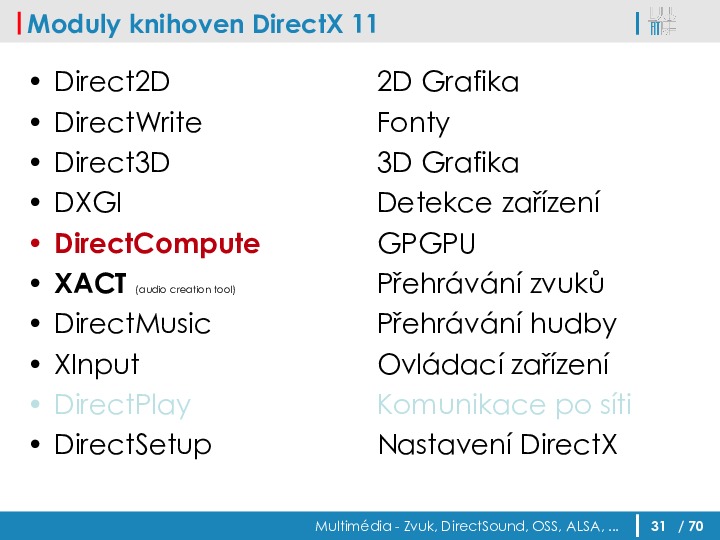 Moduly knihoven DirectX 11
• Direct2D 2D Grafika
• DirectWrite Fonty
• Direct3D 3D Grafika
• DXGI Detekce zařízení
• DirectCompute GPGPU
• XACT (audio creation tool) Přehrávání zvuků
• DirectMusic Přehrávání hudby
• XInput Ovládací zařízení
• DirectPlay Komunikace po síti
• DirectSetup Nastavení DirectX
Multimédia - Zvuk, DirectSound, OSS, ALSA, ... 31 / 70